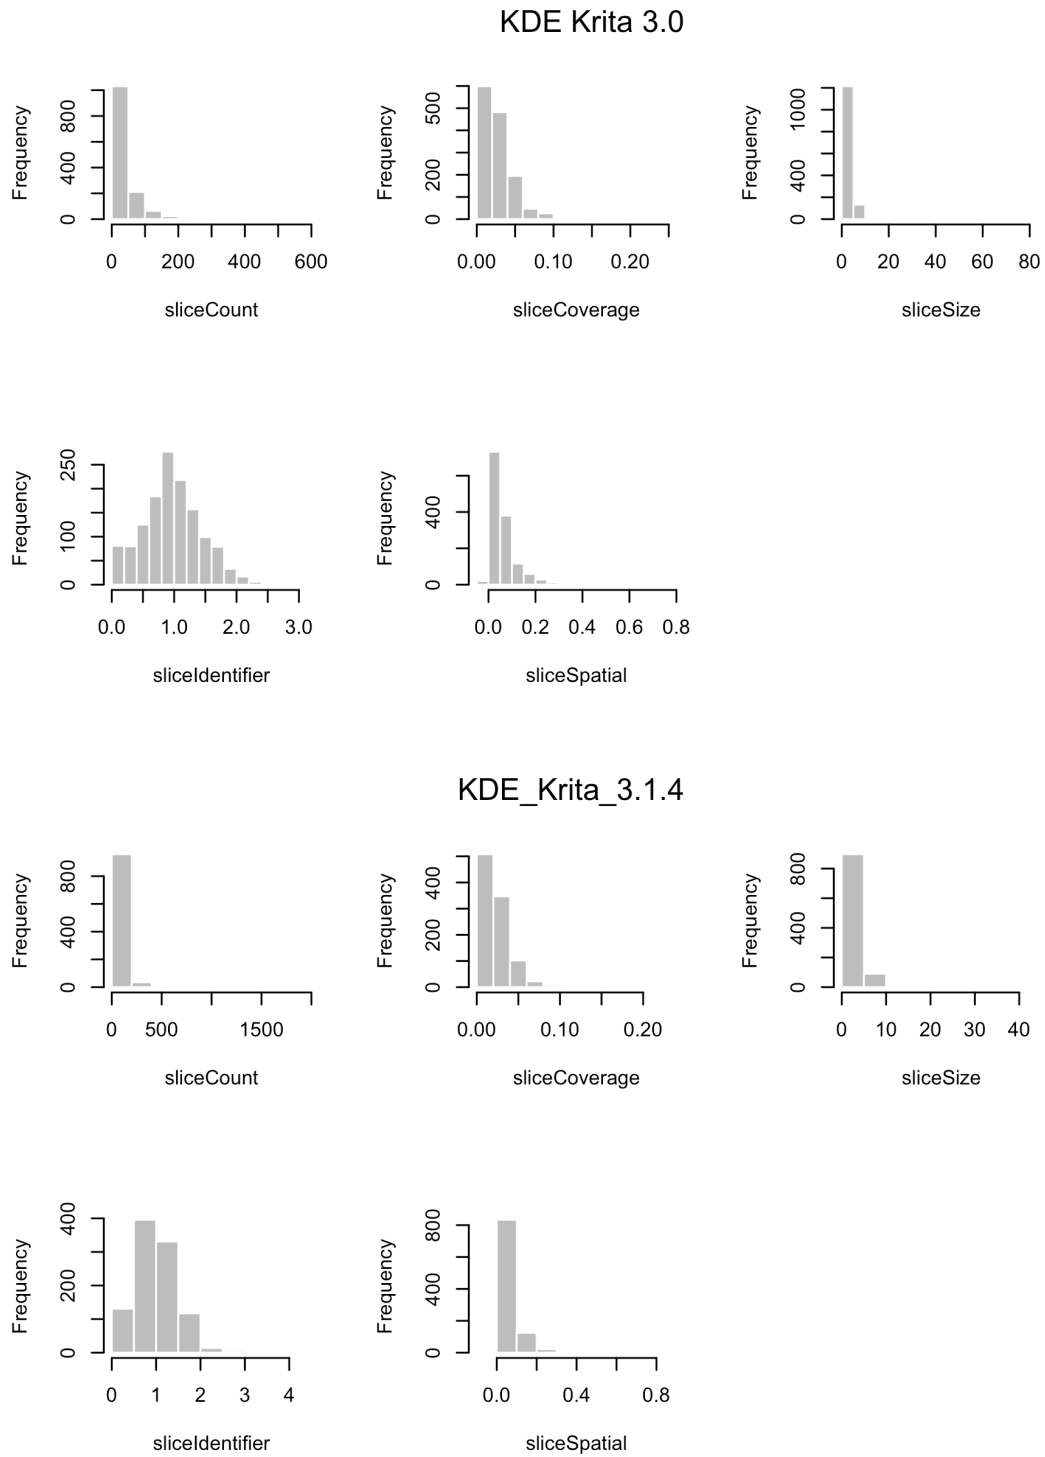 KDE Krita 3.0
Frequency
0 400 800
0 200 400 600
sliceCount
Frequency
0 200 500
0.00 0.10 0.20
sliceCoverage
Frequency
0 400 1000
0 20 40 60 80
sliceSize
Frequency
0 100 250
0.0 1.0 2.0 3.0
sliceIdentifier
Frequency
0 400
0.0 0.2 0.4 0.6 0.8
sliceSpatial
KDE_Krita_3.1.4
Frequency
0 400 800
0 500 1500
sliceCount
Frequency
0 200 400
0.00 0.10 0.20
sliceCoverage
Frequency
0 400 800
0 10 20 30 40
sliceSize
Frequency
0 200 400
0 1 2 3 4
sliceIdentifier
Frequency
0 400 800
0.0 0.4 0.8
sliceSpatial